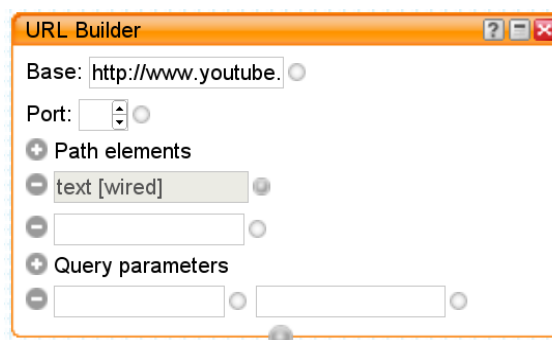 URL Builder
Base: http://www.youtube.
Port:
Path elements
text [wired]
Query parameters